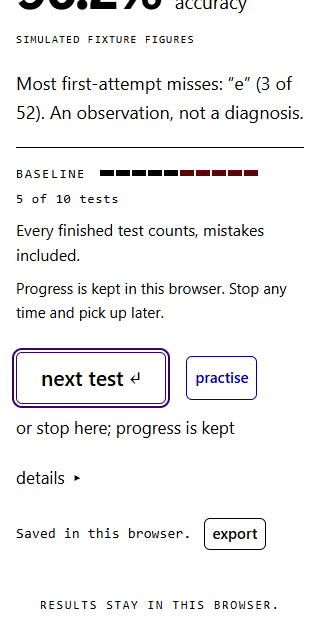 accuracy
SIMULATED FIXTURE FIGURES
Most first-attempt misses: “e” (3 of
52). An observation, not a diagnosis.
BASELINE
5 of 10 tests
Every finished test counts, mistakes
included.
Progress is kept in this browser. Stop any
time and pick up later.
next test ↵
practise
or stop here; progress is kept
details ▸
Saved in this browser.
export
RESULTS STAY IN THIS BROWSER.